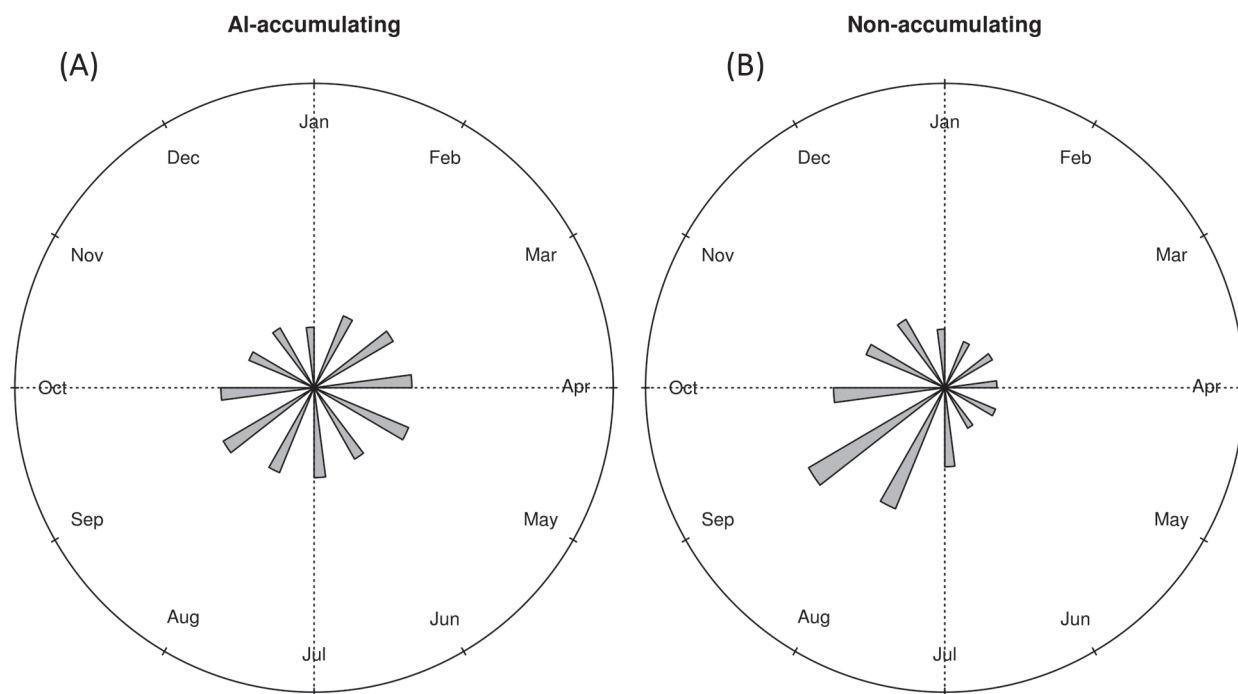 Al-accumulating
Non-accumulating
(A)
(B)
Jan
Dec
Feb
Nov
Mar
Oct
Apr
Sep
May
Aug
Jun
Jul
Jan
Dec
Feb
Nov
Mar
Oct
Apr
Sep
May
Aug
Jun
Jul